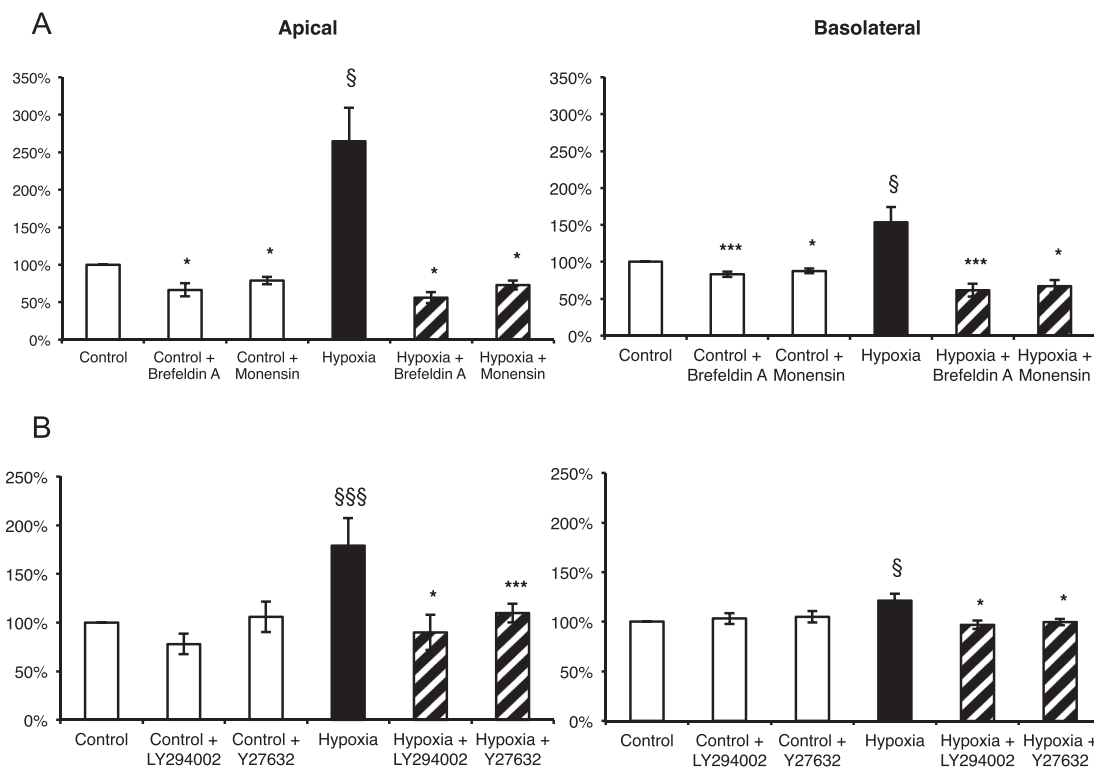 A
Apical
Basolateral
350%
300%
250%
200%
150%
100%
50%
0%
§
*
*
*
*
Control
Control +
Brefeldin A
Control +
Monensin
Hypoxia
Hypoxia +
Brefeldin A
Hypoxia +
Monensin
350%
300%
250%
200%
150%
100%
50%
0%
***
*
§
***
*
Control
Control +
Brefeldin A
Control +
Monensin
Hypoxia
Hypoxia +
Brefeldin A
Hypoxia +
Monensin
B
250%
200%
150%
100%
50%
0%
§§§
*
***
Control
Control +
LY294002
Control +
Y27632
Hypoxia
Hypoxia +
LY294002
Hypoxia +
Y27632
250%
200%
150%
100%
50%
0%
§
*
*
Control
Control +
LY294002
Control +
Y27632
Hypoxia
Hypoxia +
LY294002
Hypoxia +
Y27632